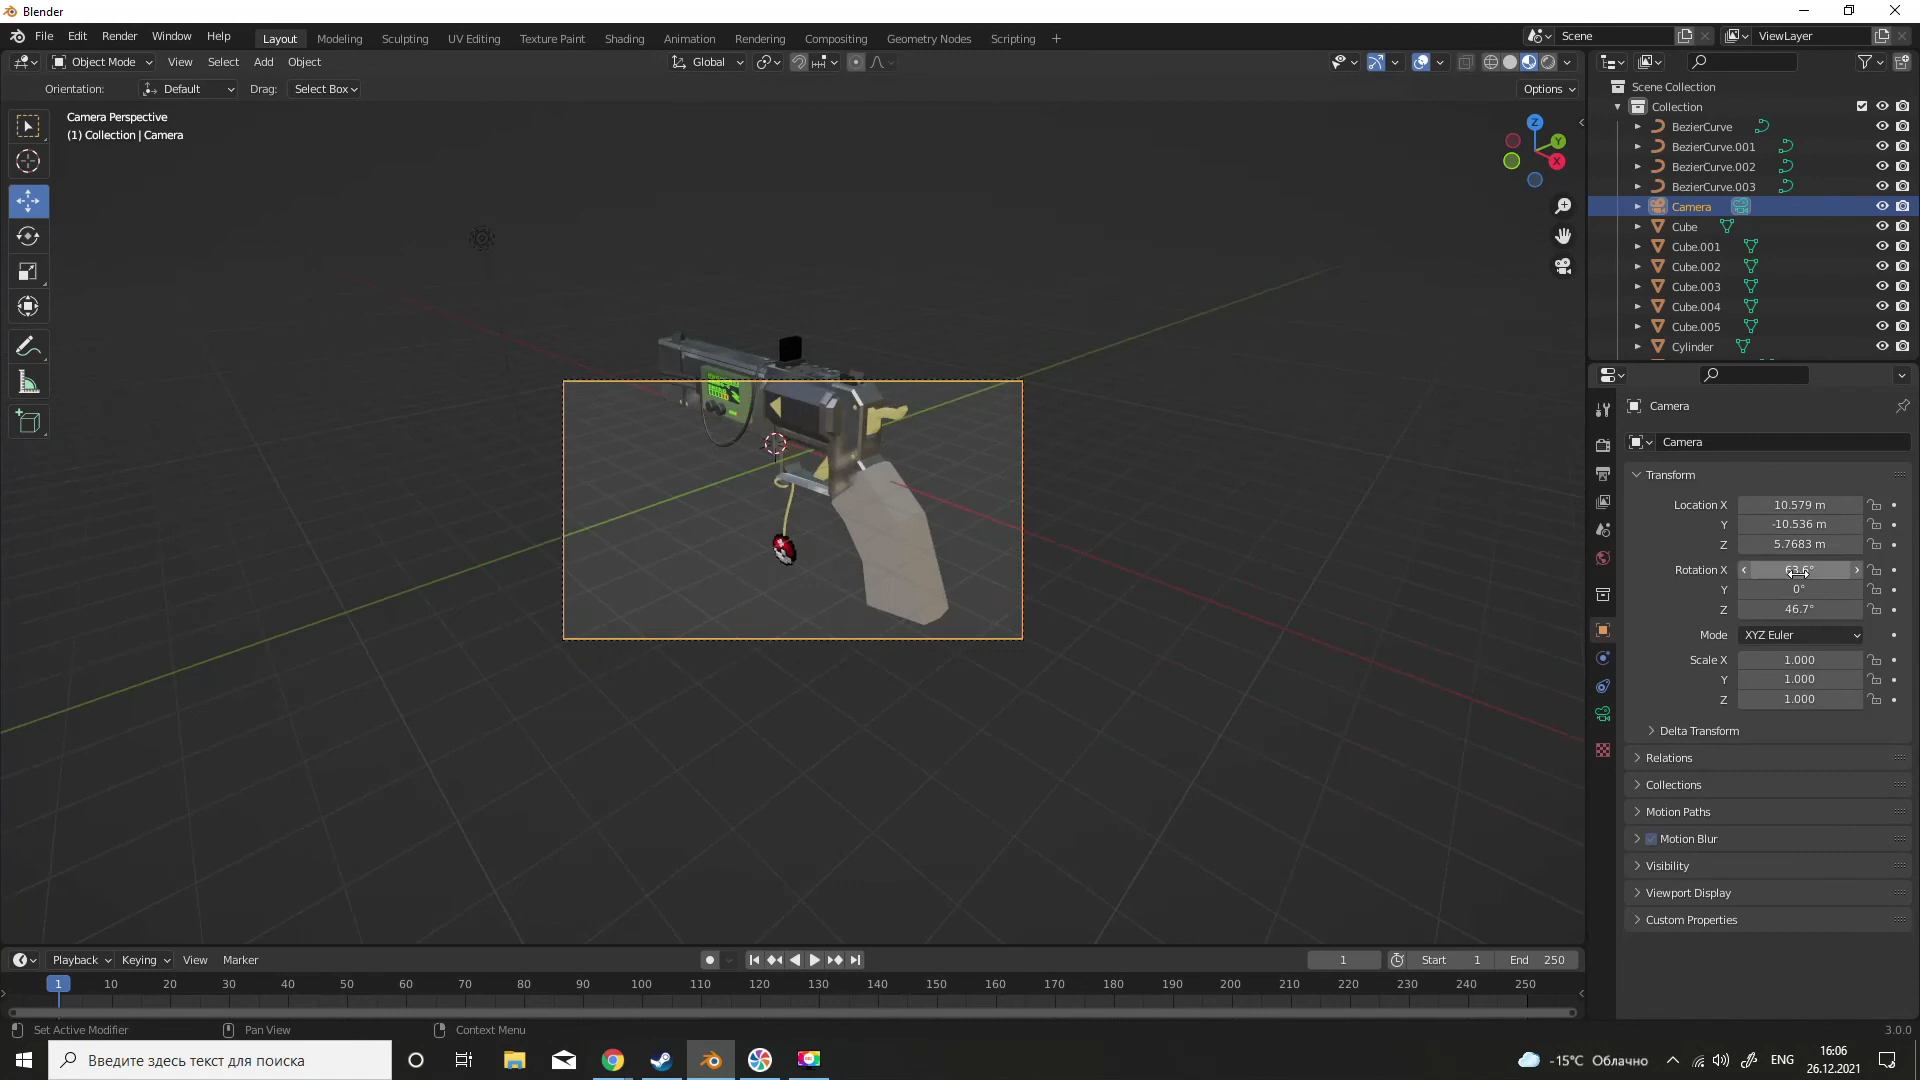 Blender
File Edit Render Window Help Layout Modeling Sculpting UV Editing Texture Paint Shading Animation Rendering Compositing Geometry Nodes Scripting + Scene ViewLayer
Object Mode View Select Add Object Global
Orientation: Default Drag: Select Box Options
Camera Perspective
(1) Collection | Camera
Z
Y
X
Scene Collection
Collection
BezierCurve
BezierCurve.001
BezierCurve.002
BezierCurve.003
Camera
Cube
Cube.001
Cube.002
Cube.003
Cube.004
Cube.005
Cylinder
Camera
Camera
Transform
Location X 10.579 m
Y -10.536 m
Z 5.7683 m
Rotation X 63.6°
Y 0°
Z 46.7°
Mode XYZ Euler
Scale X 1.000
Y 1.000
Z 1.000
Delta Transform
Relations
Collections
Motion Paths
Motion Blur
Visibility
Viewport Display
Custom Properties
Playback Keying View Marker 1 Start 1 End 250
1 10 20 30 40 50 60 70 80 90 100 110 120 130 140 150 160 170 180 190 200 210 220 230 240 250
Set Active Modifier Pan View Context Menu 3.0.0
Введите здесь текст для поиска -15°C Облачно ENG 16:06
26.12.2021